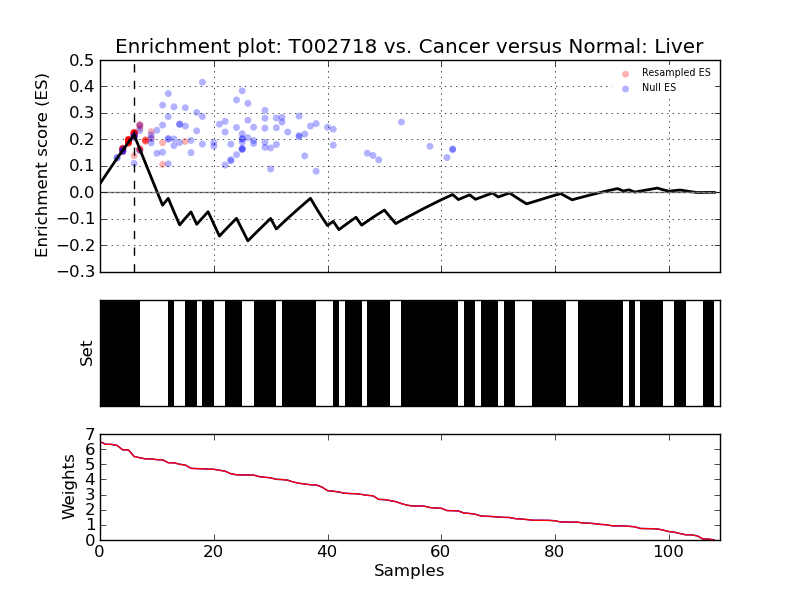 Enrichment plot: T002718 vs. Cancer versus Normal: Liver
Enrichment score (ES)
0.5
0.4
0.3
0.2
0.1
0.0
−0.1
−0.2
−0.3
Resampled ES
Null ES
Set
Weights
7
6
5
4
3
2
1
0
0 20 40 60 80 100
Samples